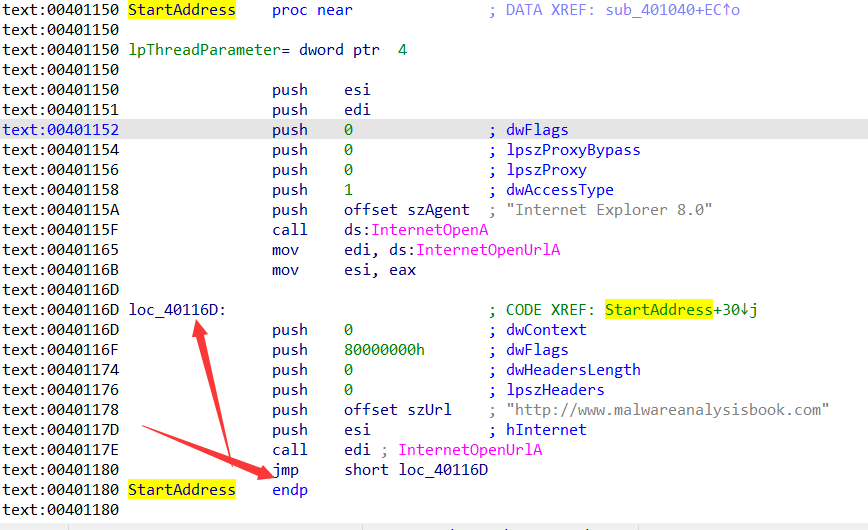 text:00401150 StartAddress    proc near               ; DATA XREF: sub_401040+EC↑o
text:00401150
text:00401150 lpThreadParameter= dword ptr  4
text:00401150
text:00401150                 push    esi
text:00401151                 push    edi
text:00401152                 push    0               ; dwFlags
text:00401154                 push    0               ; lpszProxyBypass
text:00401156                 push    0               ; lpszProxy
text:00401158                 push    1               ; dwAccessType
text:0040115A                 push    offset szAgent  ; "Internet Explorer 8.0"
text:0040115F                 call    ds:InternetOpenA
text:00401165                 mov     edi, ds:InternetOpenUrlA
text:0040116B                 mov     esi, eax
text:0040116D
text:0040116D loc_40116D:                             ; CODE XREF: StartAddress+30↓j
text:0040116D                 push    0               ; dwContext
text:0040116F                 push    80000000h       ; dwFlags
text:00401174                 push    0               ; dwHeadersLength
text:00401176                 push    0               ; lpszHeaders
text:00401178                 push    offset szUrl    ; "http://www.malwareanalysisbook.com"
text:0040117D                 push    esi             ; hInternet
text:0040117E                 call    edi ; InternetOpenUrlA
text:00401180                 jmp     short loc_40116D
text:00401180 StartAddress    endp
text:00401180